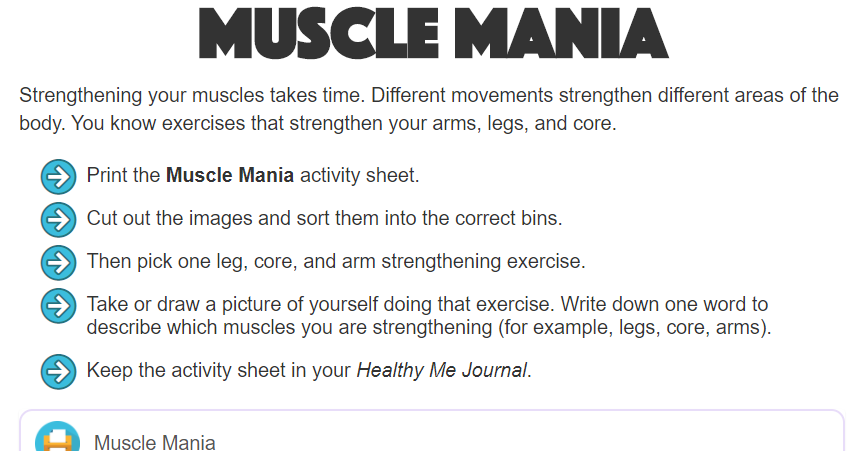 MUSCLE MANIA
Strengthening your muscles takes time. Different movements strengthen different areas of the
body. You know exercises that strengthen your arms, legs, and core.
Print the Muscle Mania activity sheet.
Cut out the images and sort them into the correct bins.
Then pick one leg, core, and arm strengthening exercise.
Take or draw a picture of yourself doing that exercise. Write down one word to
describe which muscles you are strengthening (for example, legs, core, arms).
Keep the activity sheet in your Healthy Me Journal.
Muscle Mania